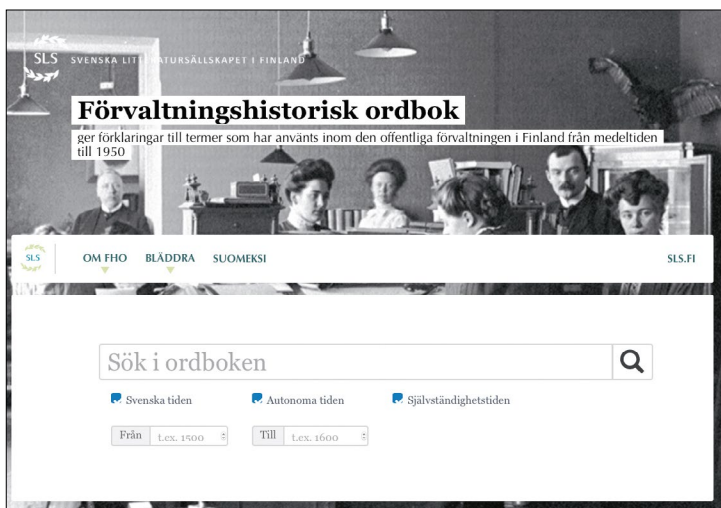 SLS SVENSKA LITTERATURSÄLLSKAPET I FINLAND
Förvaltningshistorisk ordbok
ger förklaringar till termer som har använts inom den offentliga förvaltningen i Finland från medeltiden
till 1950
SLS OM FHO BLÄDDRA SUOMEKSI SLS.FI
Sök i ordboken
Svenska tiden Autonoma tiden Självständighetstiden
Från t.ex. 1500 Till t.ex. 1600